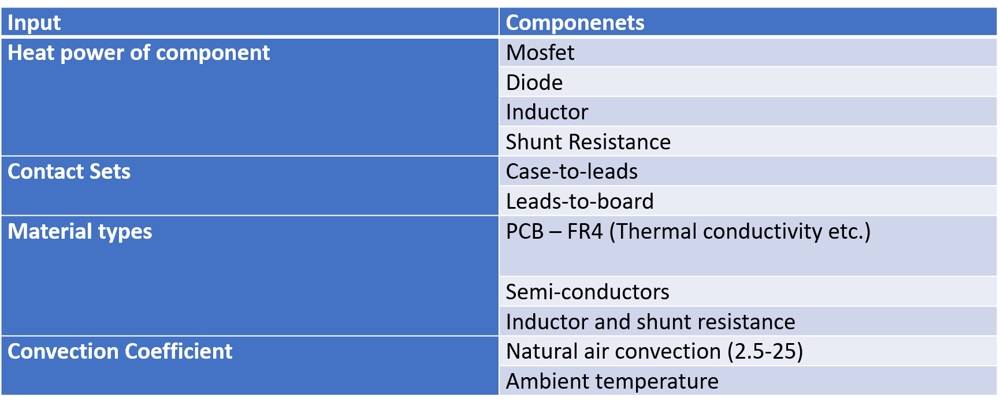 Input Componenets
Heat power of component Mosfet
Diode
Inductor
Shunt Resistance
Contact Sets Case-to-leads
Leads-to-board
Material types PCB – FR4 (Thermal conductivity etc.)
Semi-conductors
Inductor and shunt resistance
Convection Coefficient Natural air convection (2.5-25)
Ambient temperature